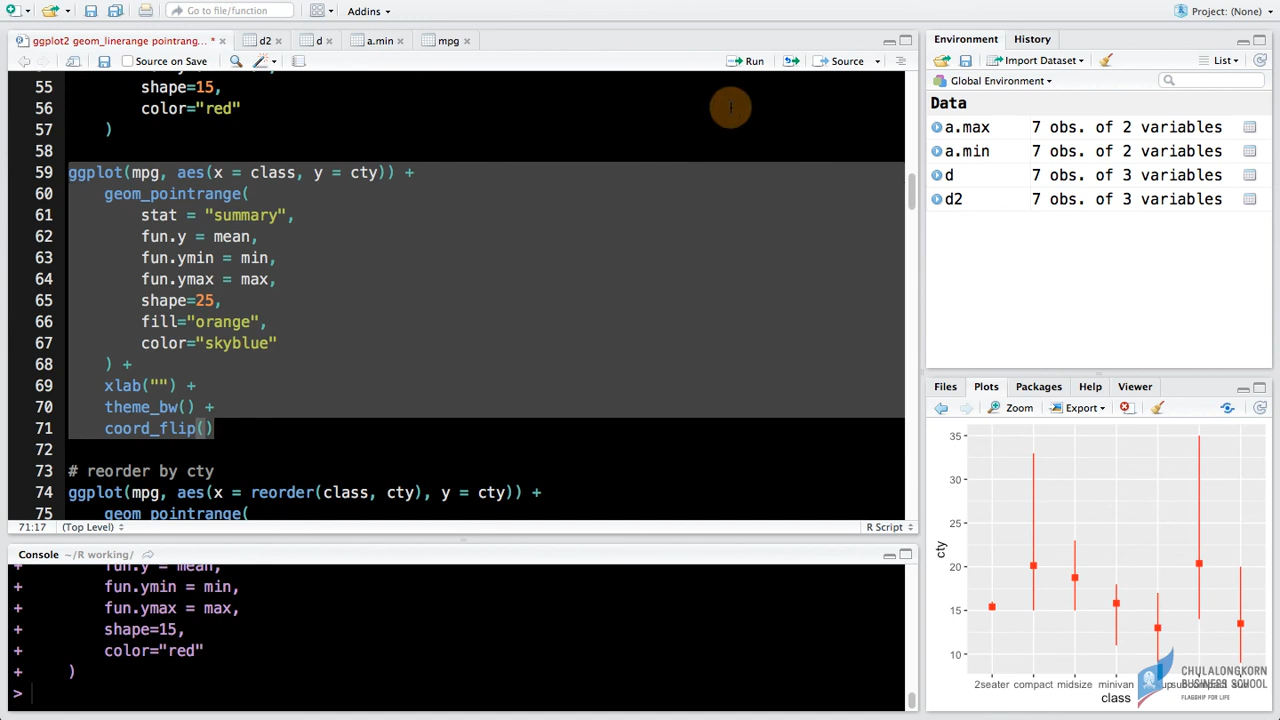 Go to file/function
Addins
Project: (None)
ggplot2 geom_linerange pointrang... *
d2
d
a.min
mpg
Source on Save
Run
Source
55 shape=15,
56 color="red"
57 )
58
59 ggplot(mpg, aes(x = class, y = cty)) +
60 geom_pointrange(
61 stat = "summary",
62 fun.y = mean,
63 fun.ymin = min,
64 fun.ymax = max,
65 shape=25,
66 fill="orange",
67 color="skyblue"
68 ) +
69 xlab("") +
70 theme_bw() +
71 coord_flip()
72
73 # reorder by cty
74 ggplot(mpg, aes(x = reorder(class, cty), y = cty)) +
75 geom_pointrange(
71:17 (Top Level)
R Script
Console ~/R working/
+ fun.y = mean,
+ fun.ymin = min,
+ fun.ymax = max,
+ shape=15,
+ color="red"
+ )
>
Environment History
Import Dataset
List
Global Environment
Data
a.max 7 obs. of 2 variables
a.min 7 obs. of 2 variables
d 7 obs. of 3 variables
d2 7 obs. of 3 variables
Files Plots Packages Help Viewer
Zoom Export
35
30
25
20
15
10
cty
2seater compact midsize minivan
class
CHULALONGKORN
BUSINESS SCHOOL
FLAGSHIP FOR LIFE